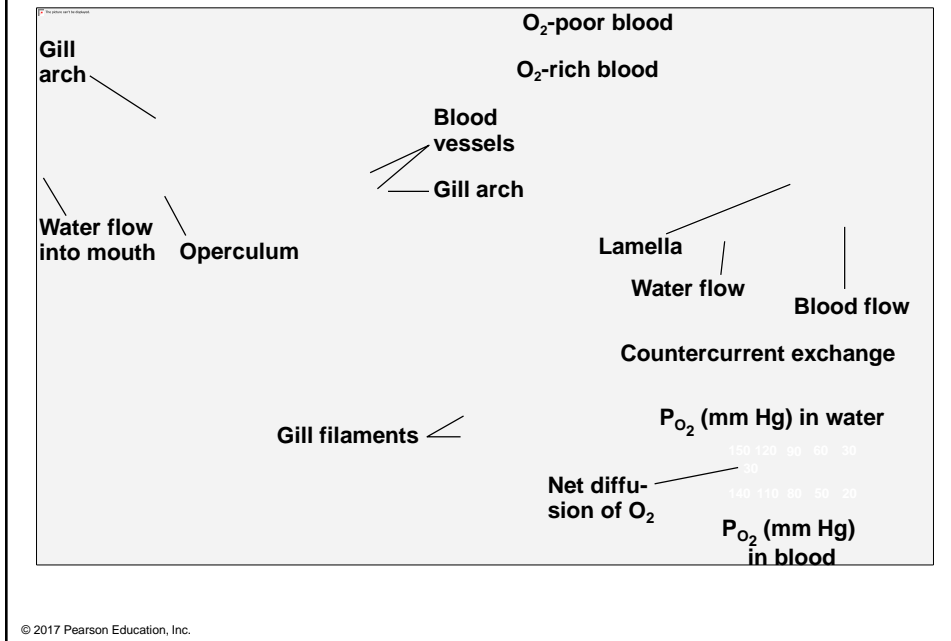 The picture can't be displayed.
O₂-poor blood
Gill
arch
O₂-rich blood
Blood
vessels
Gill arch
Water flow
into mouth
Operculum
Lamella
Water flow
Blood flow
Countercurrent exchange
Gill filaments
P_O₂ (mm Hg) in water
150 120 90 60 30
30
Net diffu-
sion of O₂
140 110 80 50 20
P_O₂ (mm Hg)
in blood
© 2017 Pearson Education, Inc.